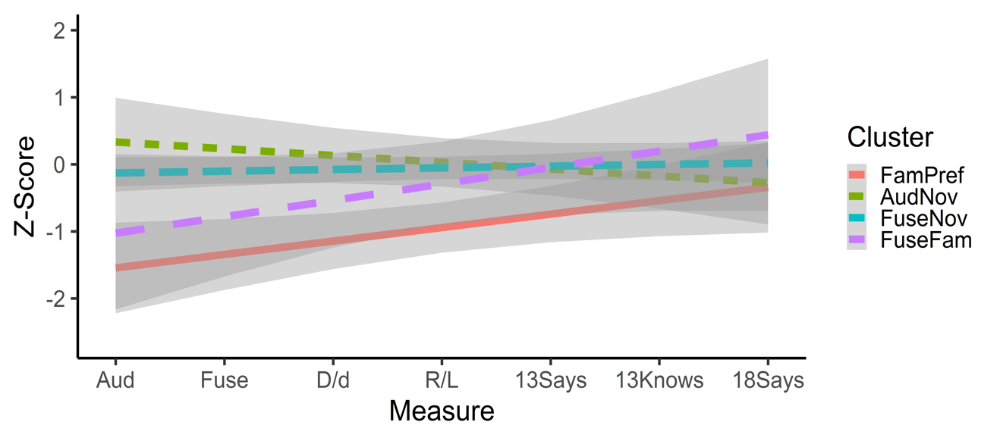 2
1
0
-1
-2
Z-Score
Aud Fuse D/d R/L 13Says 13Knows 18Says
Measure
Cluster
FamPref
AudNov
FuseNov
FuseFam